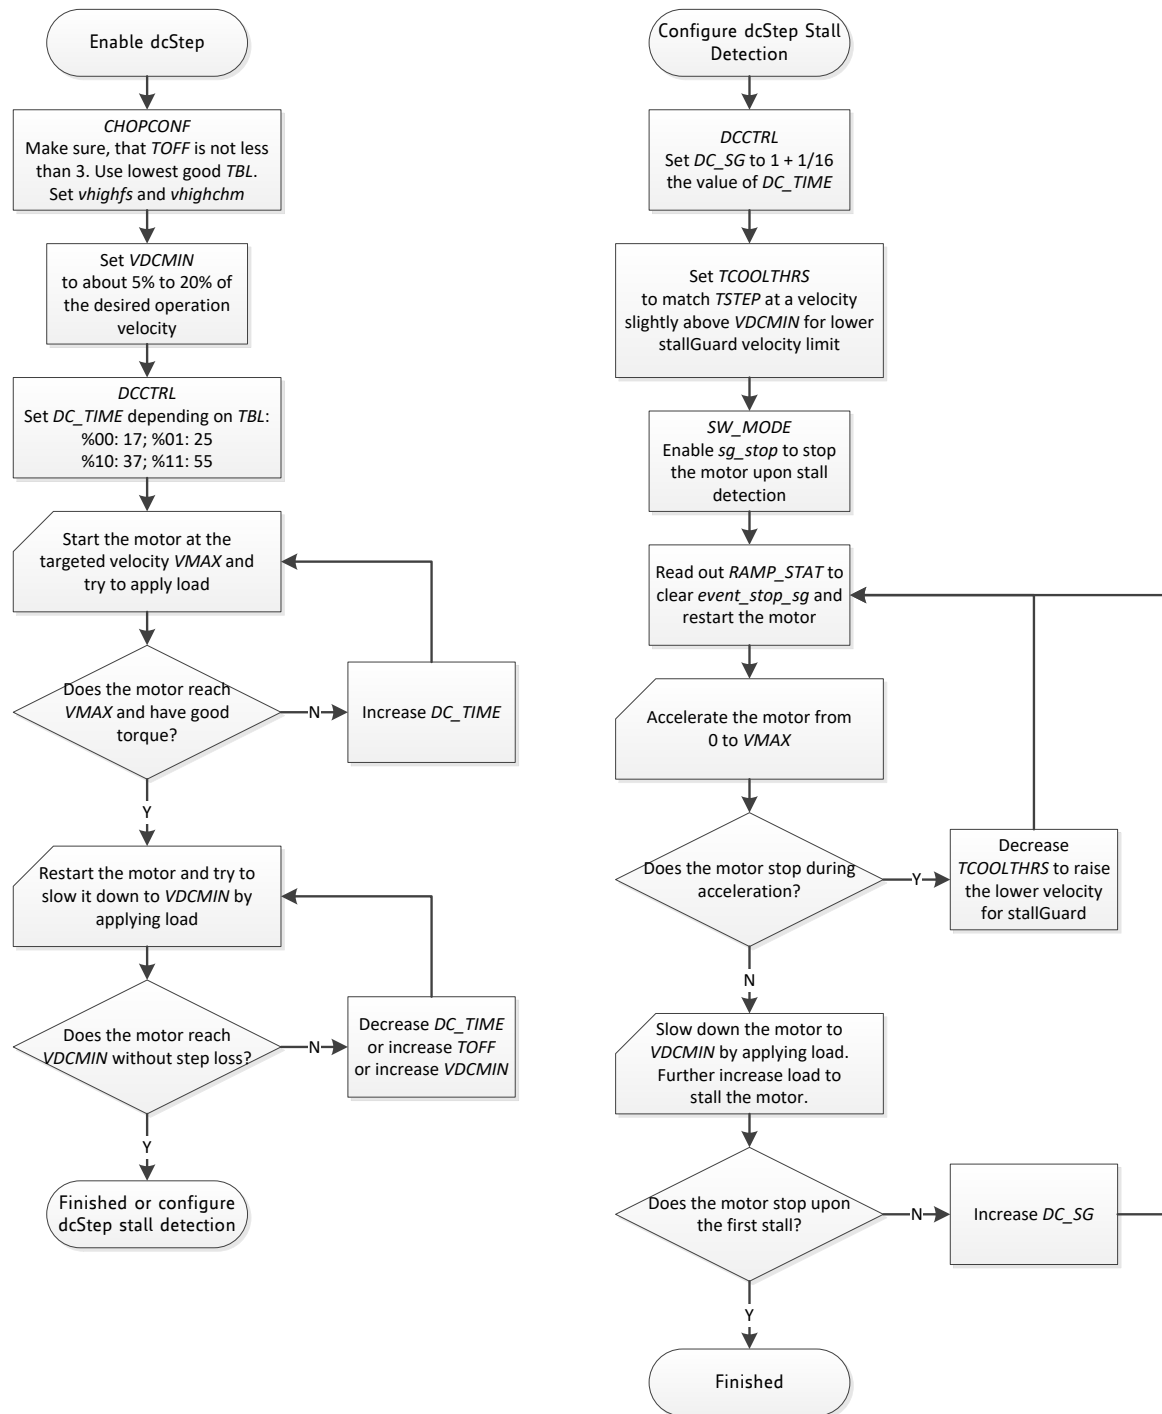 Enable dcStep
CHOPCONF
Make sure, that TOFF is not less
than 3. Use lowest good TBL.
Set vhighfs and vhighchm
Set VDCMIN
to about 5% to 20% of
the desired operation
velocity
DCCTRL
Set DC_TIME depending on TBL:
%00: 17; %01: 25
%10: 37; %11: 55
Start the motor at the
targeted velocity VMAX and
try to apply load
Does the motor reach
VMAX and have good
torque?
N
Increase DC_TIME
Y
Restart the motor and try to
slow it down to VDCMIN by
applying load
Does the motor reach
VDCMIN without step loss?
N
Decrease DC_TIME
or increase TOFF
or increase VDCMIN
Y
Finished or configure
dcStep stall detection
Configure dcStep Stall
Detection
DCCTRL
Set DC_SG to 1 + 1/16
the value of DC_TIME
Set TCOOLTHRS
to match TSTEP at a velocity
slightly above VDCMIN for lower
stallGuard velocity limit
SW_MODE
Enable sg_stop to stop
the motor upon stall
detection
Read out RAMP_STAT to
clear event_stop_sg and
restart the motor
Accelerate the motor from
0 to VMAX
Does the motor stop during
acceleration?
Y
Decrease
TCOOLTHRS to raise
the lower velocity
for stallGuard
N
Slow down the motor to
VDCMIN by applying load.
Further increase load to
stall the motor.
Does the motor stop upon
the first stall?
N
Increase DC_SG
Y
Finished